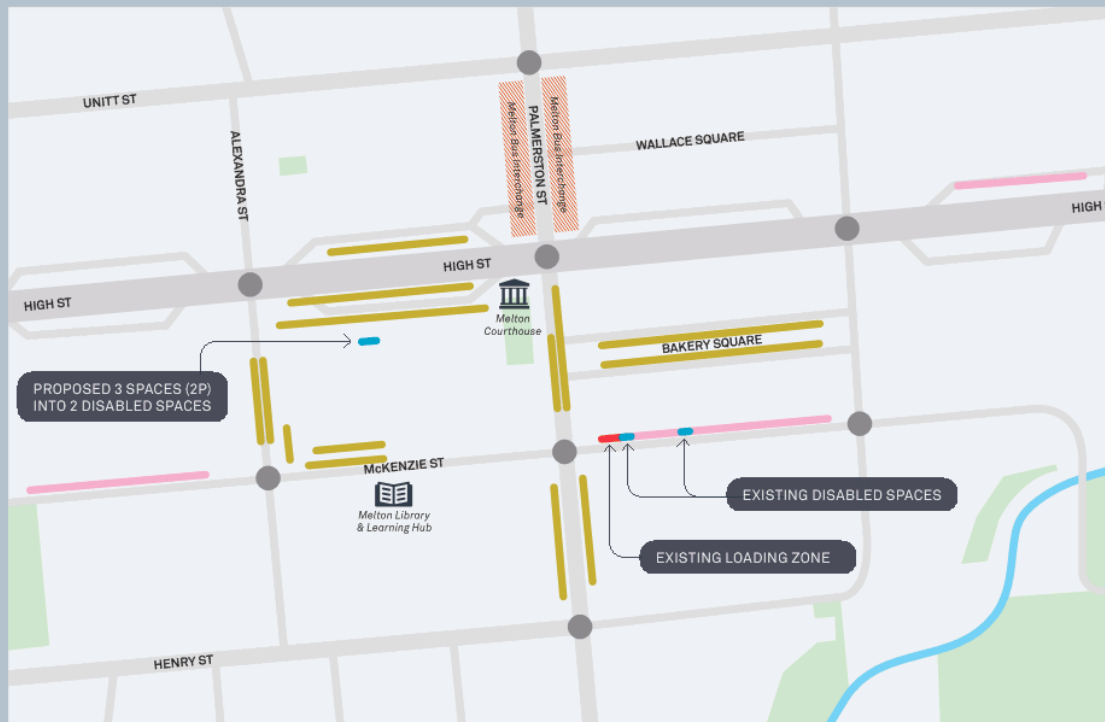 UNITT ST
ALEXANDRA ST
Melton Bus Interchange
PALMERSTON ST
Melton Bus Interchange
WALLACE SQUARE
HIGH
HIGH ST
HIGH ST
Melton
Courthouse
BAKERY SQUARE
PROPOSED 3 SPACES (2P)
INTO 2 DISABLED SPACES
McKENZIE ST
Melton Library
& Learning Hub
EXISTING DISABLED SPACES
EXISTING LOADING ZONE
HENRY ST